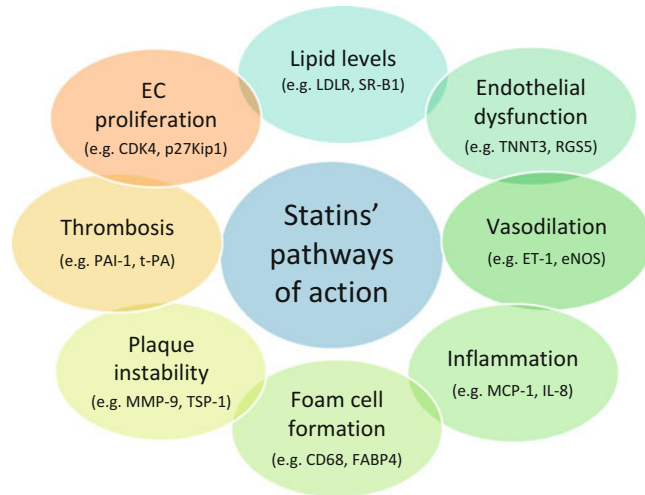 Lipid levels
(e.g. LDLR, SR-B1)
Endothelial
dysfunction
(e.g. TNNT3, RGS5)
Vasodilation
(e.g. ET-1, eNOS)
Inflammation
(e.g. MCP-1, IL-8)
Foam cell
formation
(e.g. CD68, FABP4)
Plaque
instability
(e.g. MMP-9, TSP-1)
Thrombosis
(e.g. PAI-1, t-PA)
EC
proliferation
(e.g. CDK4, p27Kip1)
Statins’
pathways
of action